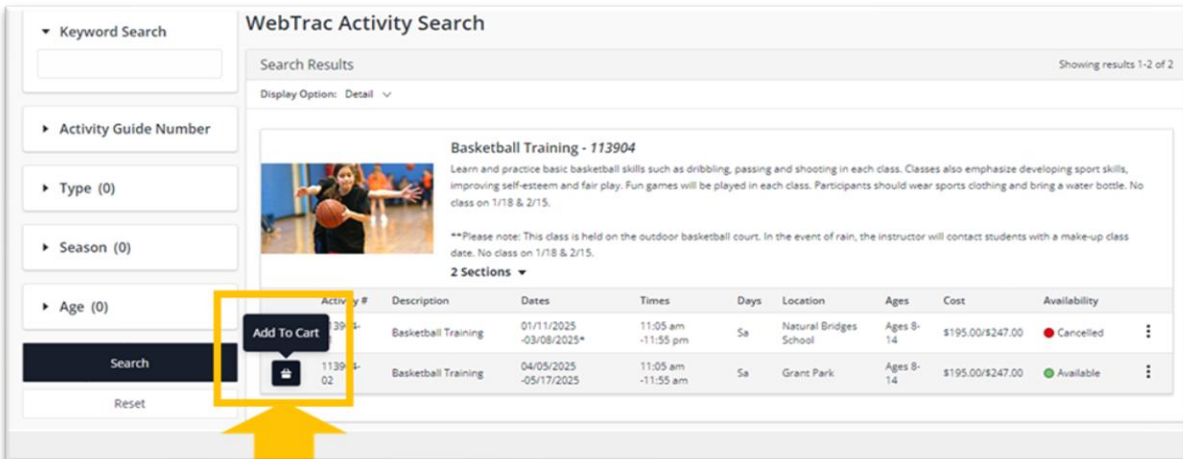 Keyword Search
Activity Guide Number
Type (0)
Season (0)
Age (0)
Search
Reset
WebTrac Activity Search
Search Results
Showing results 1-2 of 2
Display Option: Detail
Basketball Training - 113904
Learn and practice basic basketball skills such as dribbling, passing and shooting in each class. Classes also emphasize developing sport skills,
improving self-esteem and fair play. Fun games will be played in each class. Participants should wear sports clothing and bring a water bottle. No
class on 1/18 & 2/15.
**Please note: This class is held on the outdoor basketball court. In the event of rain, the instructor will contact students with a make-up class
date. No class on 1/18 & 2/15.
2 Sections
Activity # Description Dates Times Days Location Ages Cost Availability
Add To Cart
Basketball Training 01/11/2025 11:05 am Sa Natural Bridges Ages 8- $195.00/$247.00 Cancelled
-03/08/2025* -11:55 pm School 14
113904- Basketball Training 04/05/2025 11:05 am Sa Grant Park Ages 8- $195.00/$247.00 Available
02 -05/17/2025 -11:55 am 14